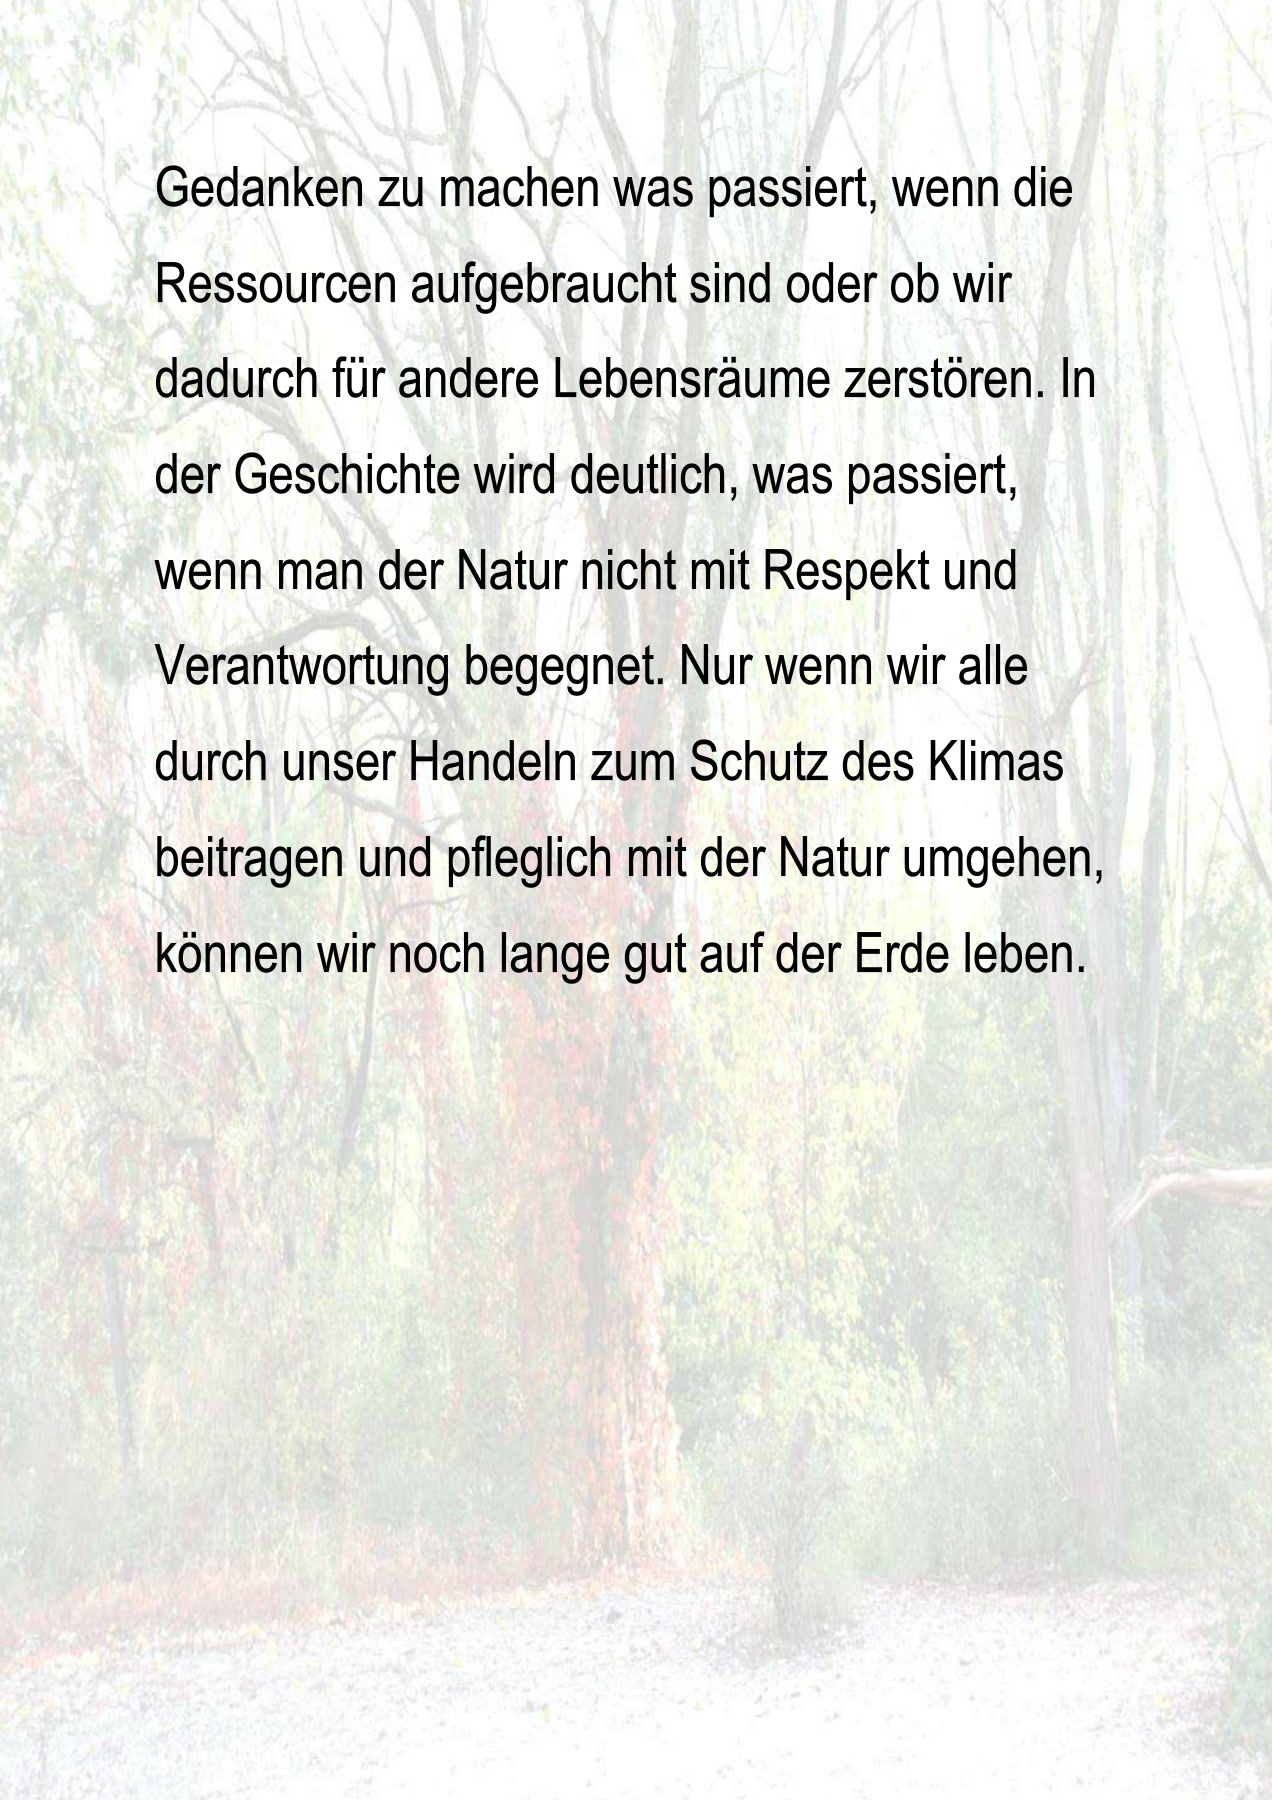 Gedanken zu machen was passiert, wenn die
Ressourcen aufgebraucht sind oder ob wir
dadurch für andere Lebensräume zerstören. In
der Geschichte wird deutlich, was passiert,
wenn man der Natur nicht mit Respekt und
Verantwortung begegnet. Nur wenn wir alle
durch unser Handeln zum Schutz des Klimas
beitragen und pfleglich mit der Natur umgehen,
können wir noch lange gut auf der Erde leben.